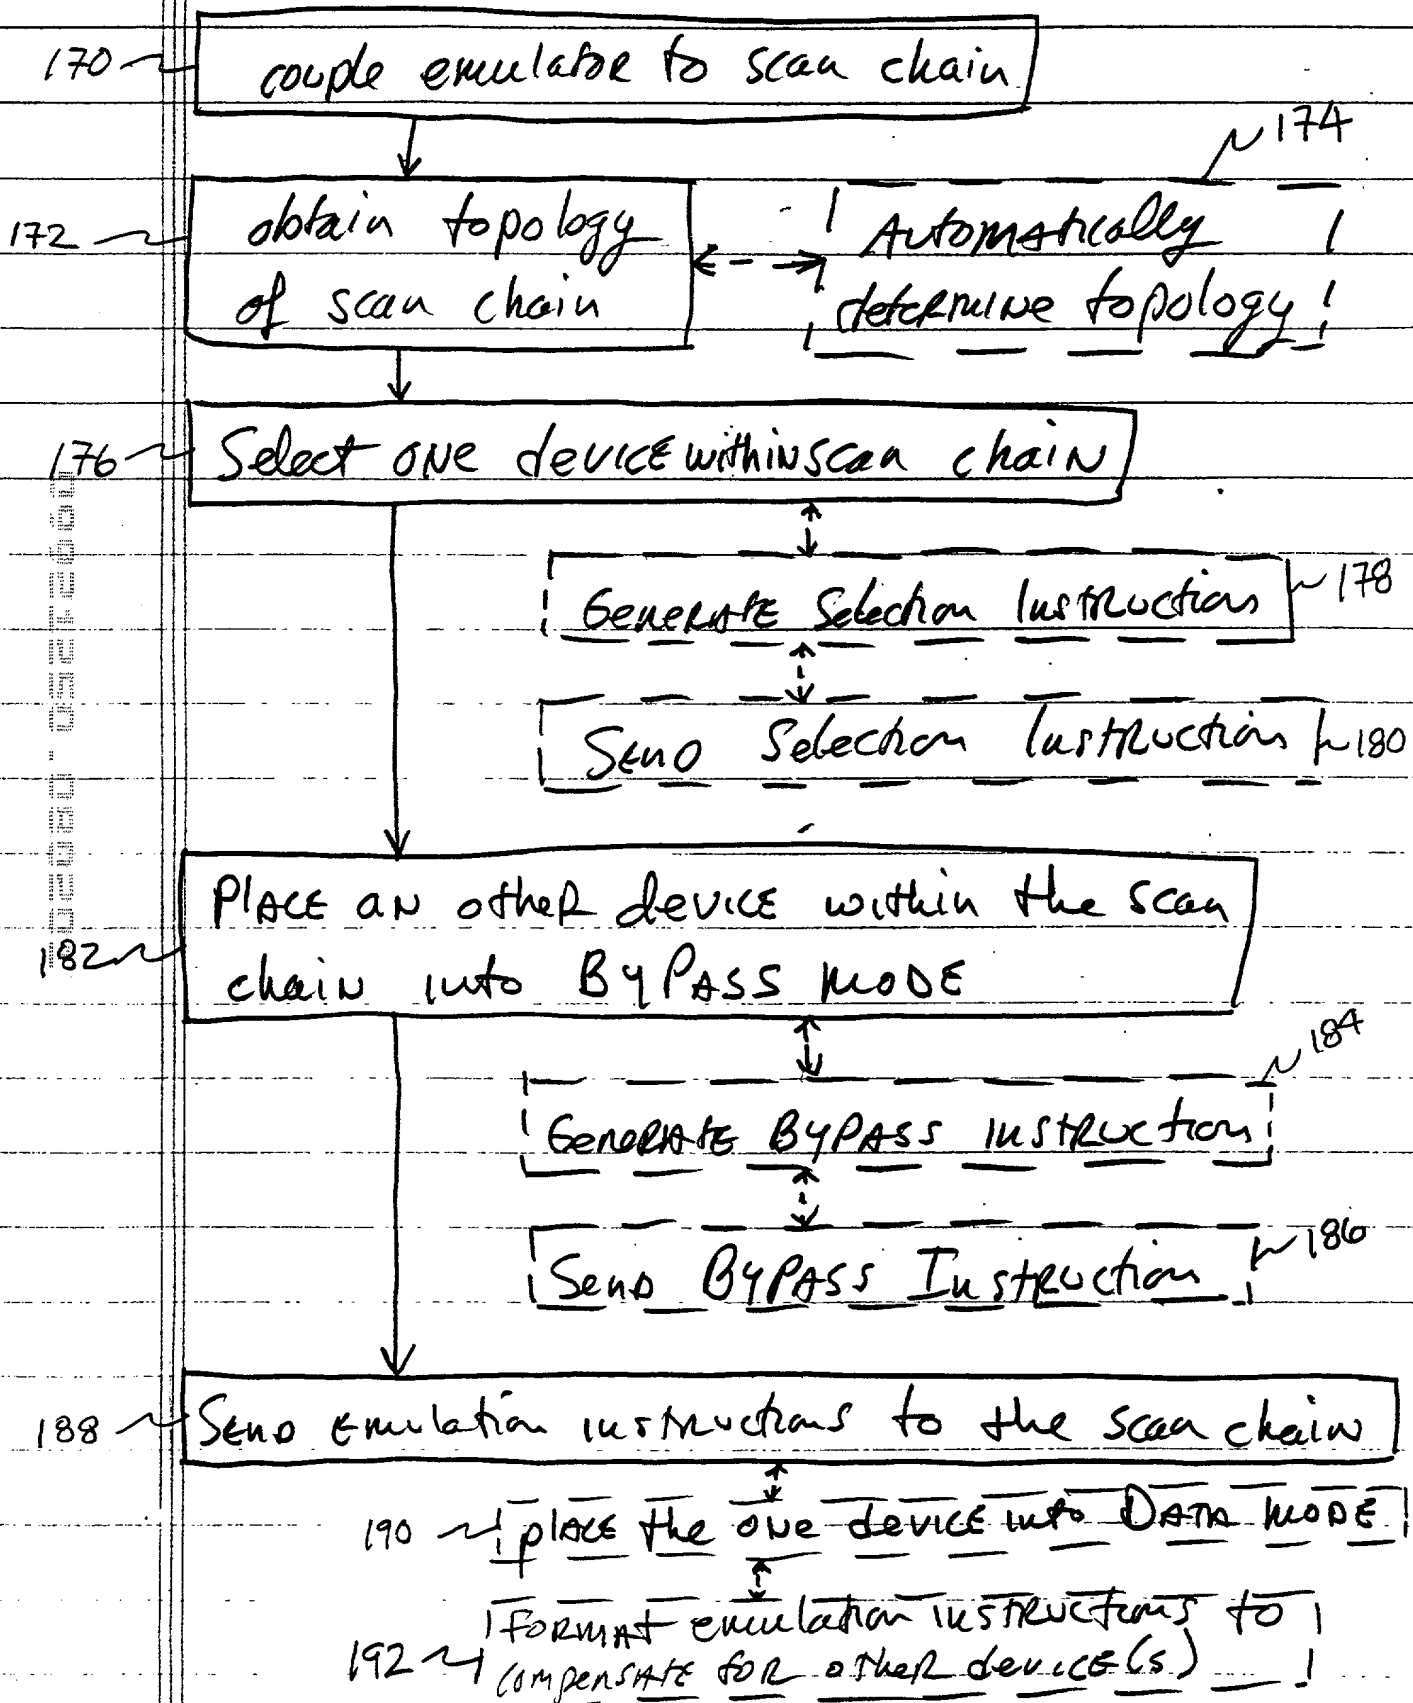 170 couple emulator to scan chain
174
172 obtain topology
of scan chain
Automatically
determine topology
176 Select one device within scan chain
Generate Selection Instruction 178
Send Selection Instruction 180
Place an other device within the scan
182 chain into Bypass Mode
184
Generate Bypass Instruction
Send Bypass Instruction 186
188 Send emulation instructions to the scan chain
190 place the one device into Data Mode
Format emulation instructions to
192 compensate for other device(s)